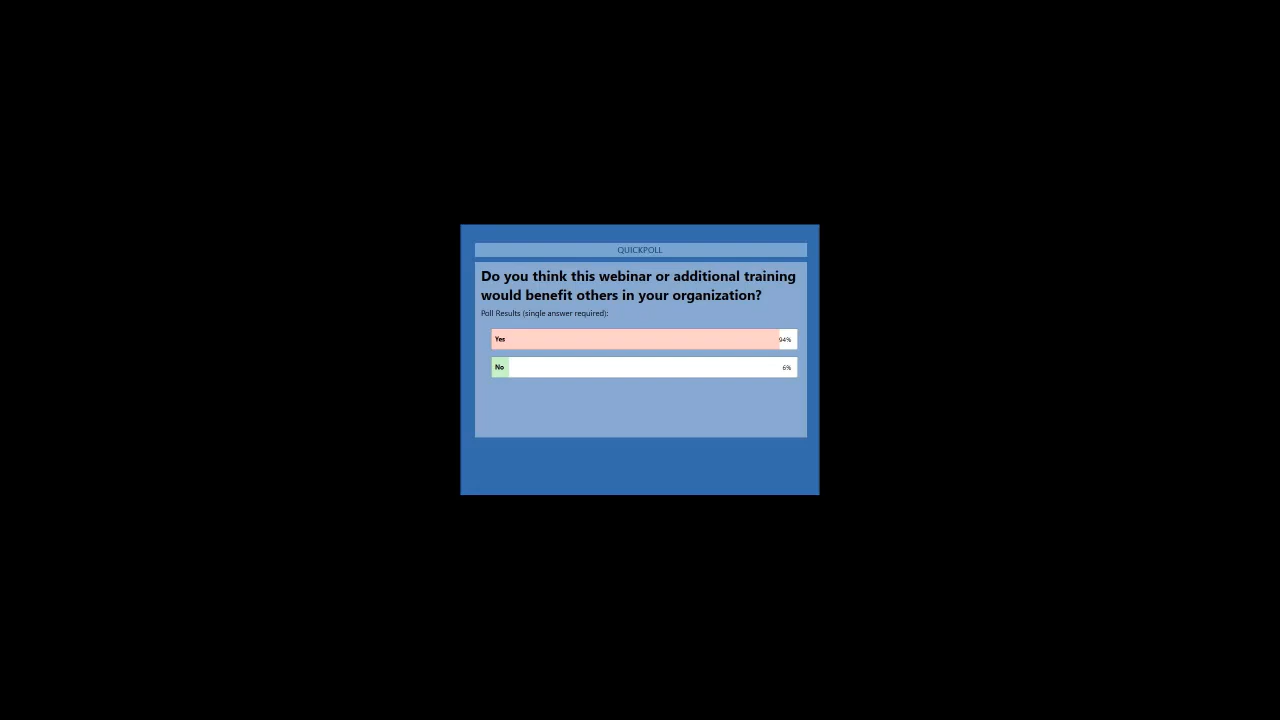 QUICKPOLL
Do you think this webinar or additional training
would benefit others in your organization?
Poll Results (single answer required):
Yes 94%
No 6%